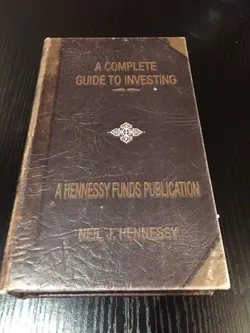 A COMPLETE
GUIDE TO INVESTING
A HENNESSY FUNDS PUBLICATION
NEIL J. HENNESSY